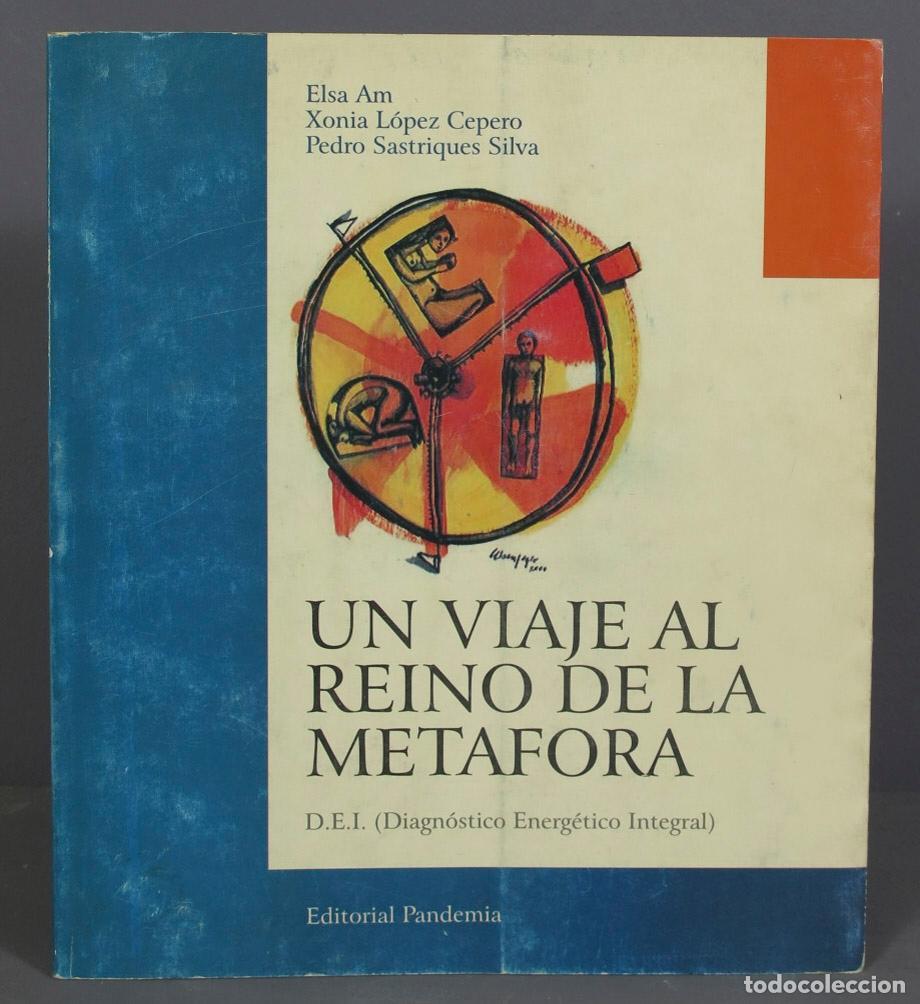 Elsa Am
Xonia López Cepero
Pedro Sastriques Silva
UN VIAJE AL
REINO DE LA
METAFORA
D.E.I. (Diagnóstico Energético Integral)
Editorial Pandemia
todocoleccion